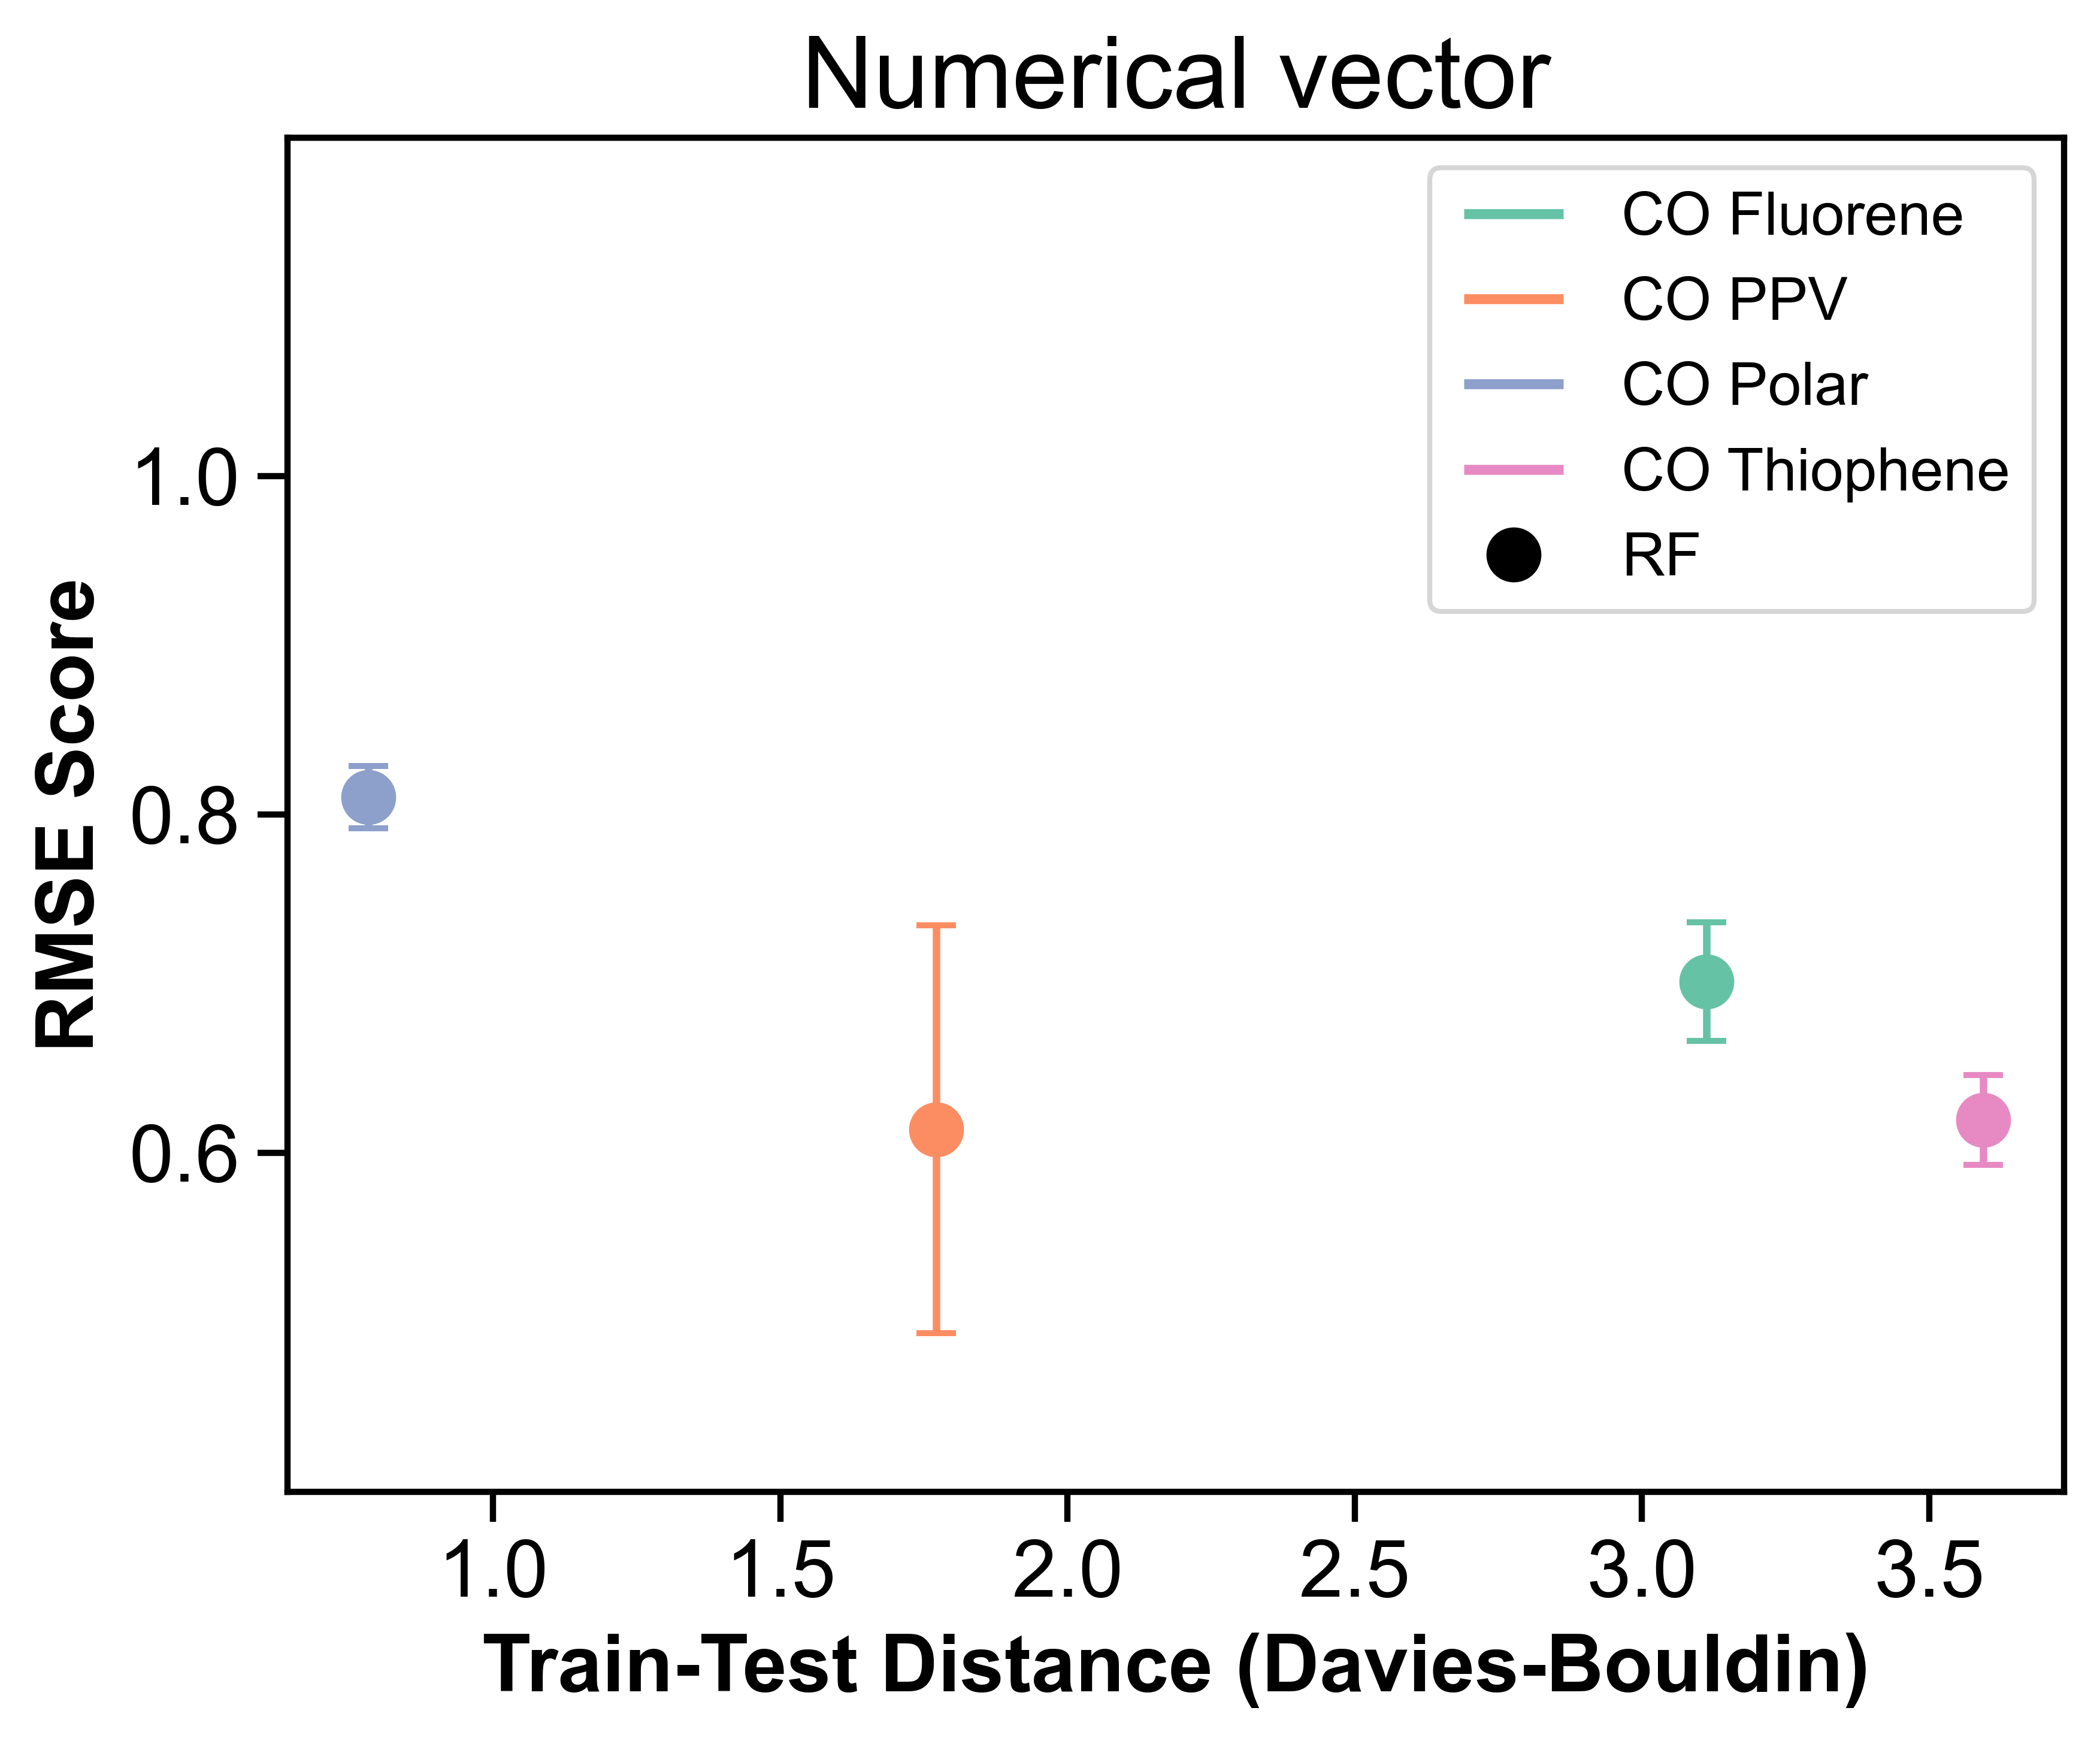 Numerical vector
CO Fluorene
CO PPV
CO Polar
CO Thiophene
RF
RMSE Score
1.0
0.8
0.6
1.0 1.5 2.0 2.5 3.0 3.5
Train-Test Distance (Davies-Bouldin)